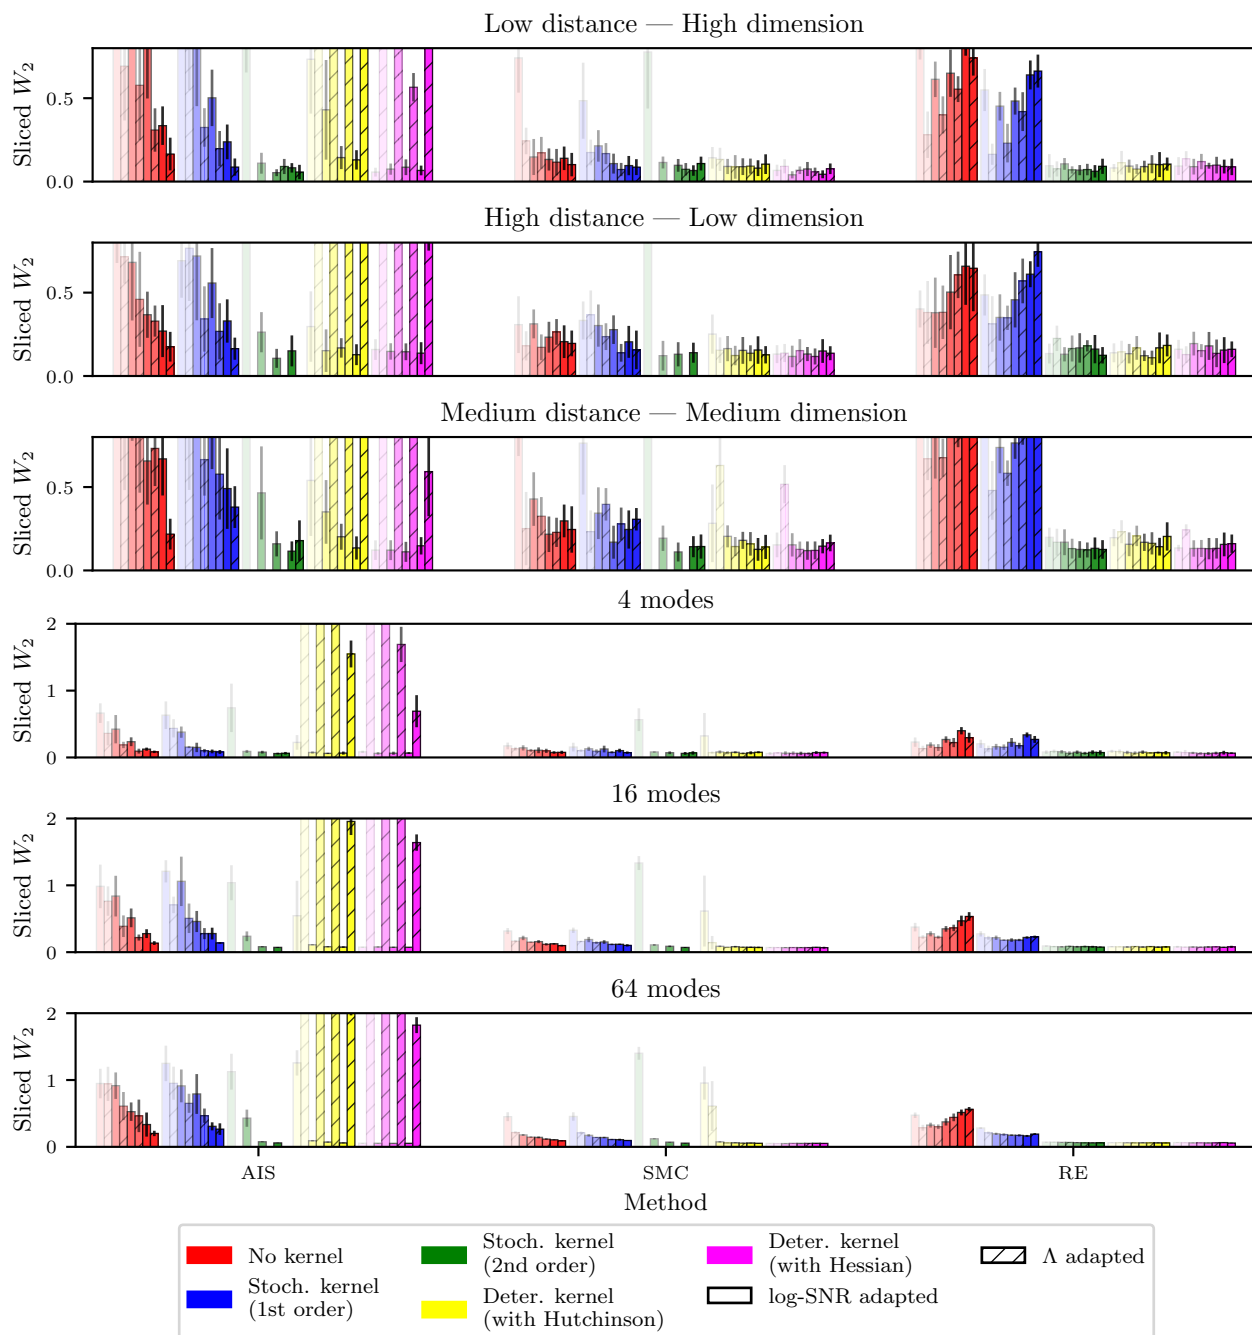 Low distance — High dimension
Sliced W₂
0.5
0.0
High distance — Low dimension
Sliced W₂
0.5
0.0
Medium distance — Medium dimension
Sliced W₂
0.5
0.0
4 modes
Sliced W₂
2
1
0
16 modes
Sliced W₂
2
1
0
64 modes
Sliced W₂
2
1
0
AIS SMC RE
Method
No kernel
Stoch. kernel
(1st order)
Stoch. kernel
(2nd order)
Deter. kernel
(with Hutchinson)
Deter. kernel
(with Hessian)
log-SNR adapted
Λ adapted